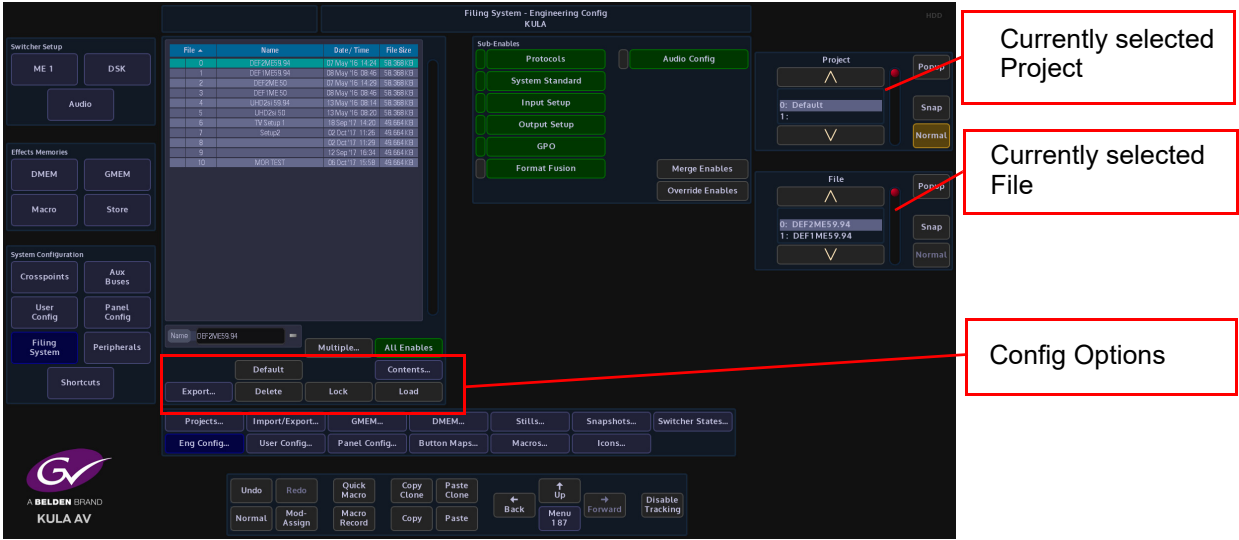 Filing System - Engineering Config
KULA
HDD
Switcher Setup
ME 1
DSK
Audio
Effects Memories
DMEM
GMEM
Macro
Store
System Configuration
Crosspoints
Aux
Buses
User
Config
Panel
Config
Filing
System
Peripherals
Shortcuts
File Name Date / Time File Size
0 DEF2ME59.94 07 May '16 14:24 58.368KB
1 DEF1ME59.94 08 May '16 08:46 58.368KB
2 DEF2ME 50 07 May '16 14:29 58.368KB
3 DEF1ME 50 08 May '16 08:46 58.368KB
4 UHD2si 59.94 13 May '16 08:14 58.368KB
5 UHD2si 50 13 May '16 08:20 58.368KB
6 TV Setup 1 18 Sep '17 14:20 49.664KB
7 Setup2 02 Oct '17 11:26 49.664KB
8 02 Oct '17 11:29 49.664KB
9 12 Sep '17 16:34 49.664KB
10 MOFI TEST 06 Oct '17 15:58 49.664KB
Name DEF2ME59.94
Multiple...
All Enables
Default
Contents...
Export...
Delete
Lock
Load
Sub-Enables
Protocols
Audio Config
System Standard
Input Setup
Output Setup
GPO
Format Fusion
Merge Enables
Override Enables
Project
0: Default
1:
Popup
Snap
Normal
File
0: DEF2ME59.94
1: DEF1ME59.94
Popup
Snap
Normal
Projects...
Import/Export...
GMEM...
DMEM...
Stills...
Snapshots...
Switcher States...
Eng Config...
User Config...
Panel Config...
Button Maps...
Macros...
Icons...
GV
A BELDEN BRAND
KULA AV
Undo
Redo
Quick
Macro
Copy
Clone
Paste
Clone
Normal
Mod-
Assign
Macro
Record
Copy
Paste
Back
Up
Menu
187
Forward
Disable
Tracking
Currently selected
Project
Currently selected
File
Config Options